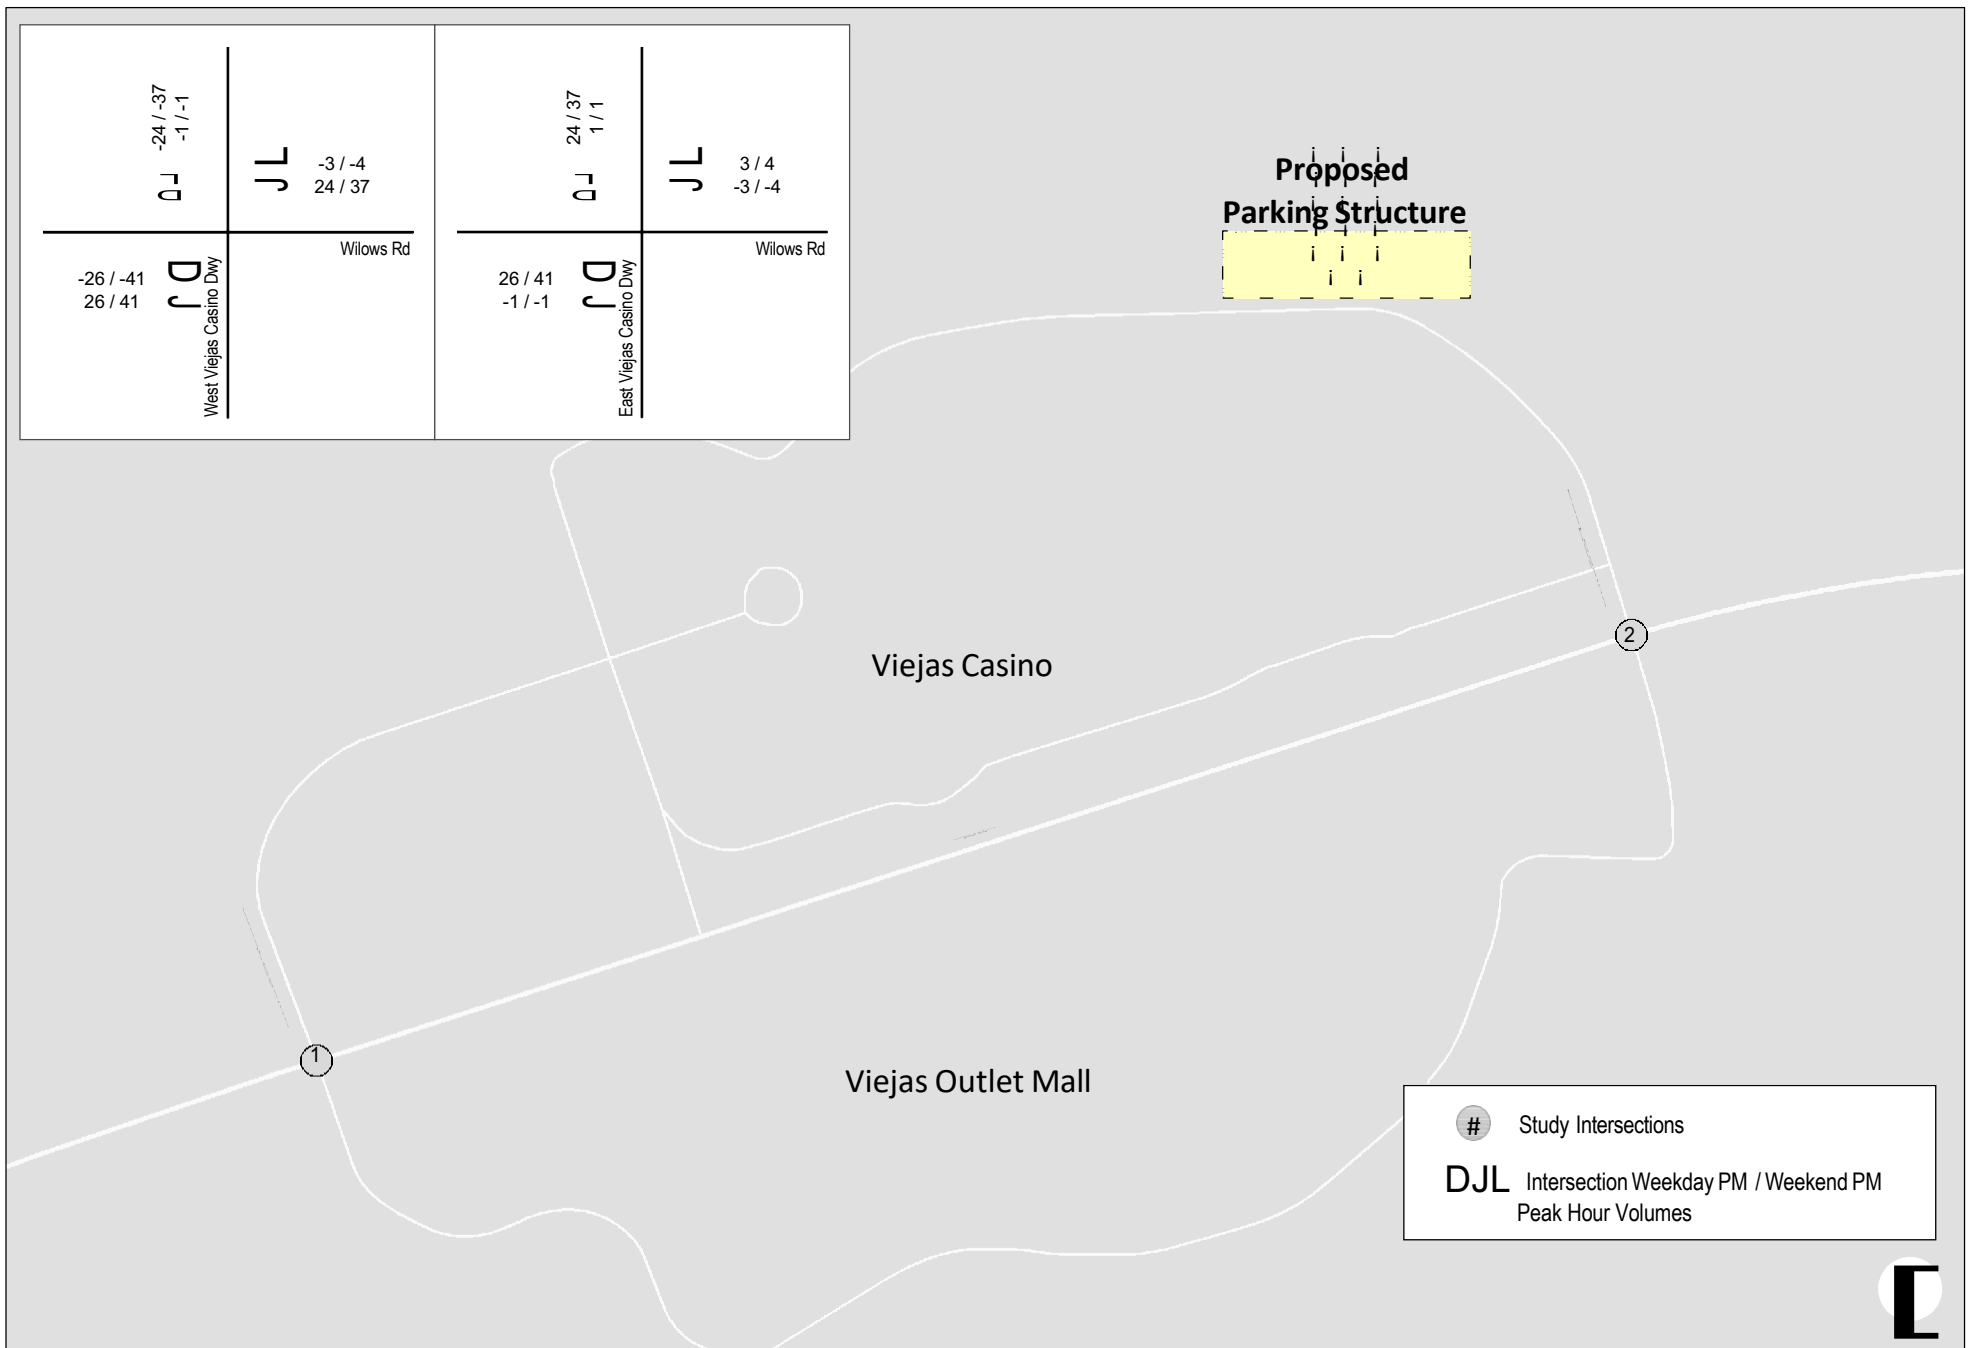 -24 / -37
-1 / -1
-3 / -4
24 / 37
Wilows Rd
-26 / -41
26 / 41
West Viejas Casino Dwy
24 / 37
1 / 1
3 / 4
-3 / -4
Wilows Rd
26 / 41
-1 / -1
East Viejas Casino Dwy
Proposed
Parking Structure
2
Viejas Casino
1
Viejas Outlet Mall
# Study Intersections
DJL Intersection Weekday PM / Weekend PM
Peak Hour Volumes